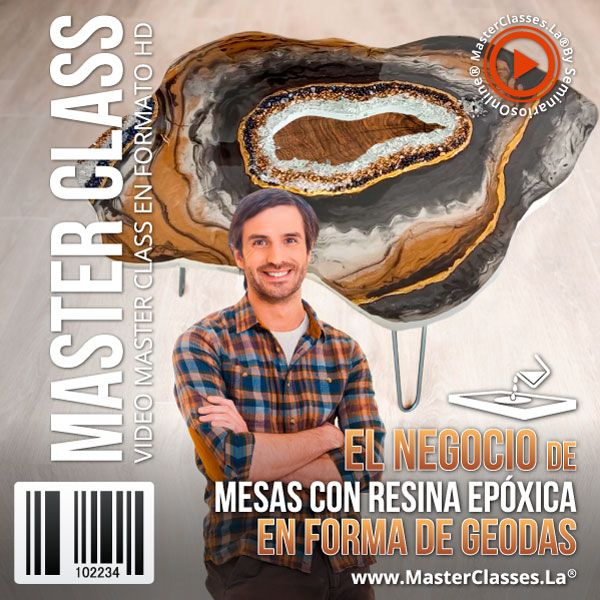 MASTER CLASS
VIDEO MASTER CLASS EN FORMATO HD
MasterClasses.La® By SeminariosOnline®
EL NEGOCIO DE
MESAS CON RESINA EPÓXICA
EN FORMA DE GEODAS
102234
www.MasterClasses.La®